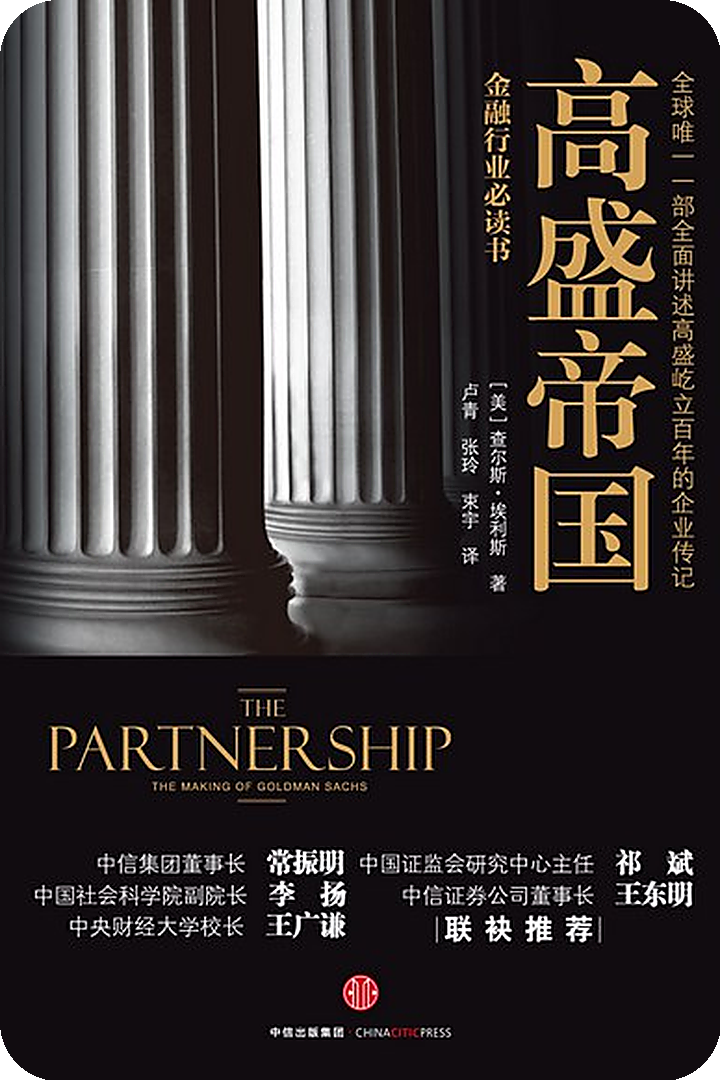 全球唯一一部全面讲述高盛屹立百年的企业传记
高盛帝国
金融行业必读书
[美]查尔斯·埃利斯 著
卢青 张玲 束宇 译
THE
PARTNERSHIP
THE MAKING OF GOLDMAN SACHS
中信集团董事长 常振明 中国证监会研究中心主任 祁 斌
中国社会科学院副院长 李 扬 中信证券公司董事长 王东明
中央财经大学校长 王广谦 |联袂推荐|
中信出版集团·CHINACITICPRESS